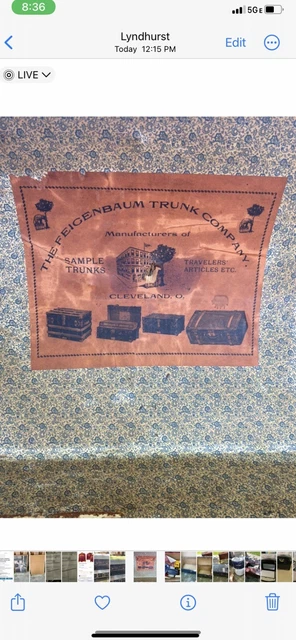 8:36
5GE
Lyndhurst
Today 12:15 PM
Edit
LIVE
THE FEIGENBAUM TRUNK COMPANY,
Manufacturers of
SAMPLE TRUNKS
TRAVELERS ARTICLES ETC.
CLEVELAND, O.